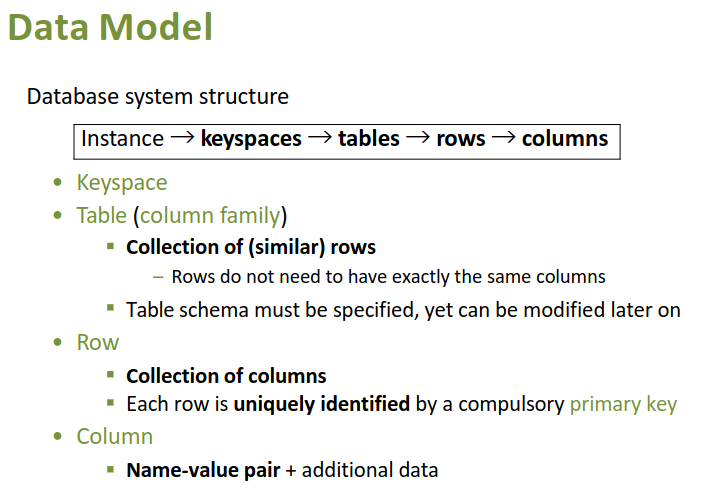 Data Model
Database system structure
Instance → keyspaces → tables → rows → columns
• Keyspace
• Table (column family)
▪ Collection of (similar) rows
– Rows do not need to have exactly the same columns
▪ Table schema must be specified, yet can be modified later on
• Row
▪ Collection of columns
▪ Each row is uniquely identified by a compulsory primary key
• Column
▪ Name-value pair + additional data